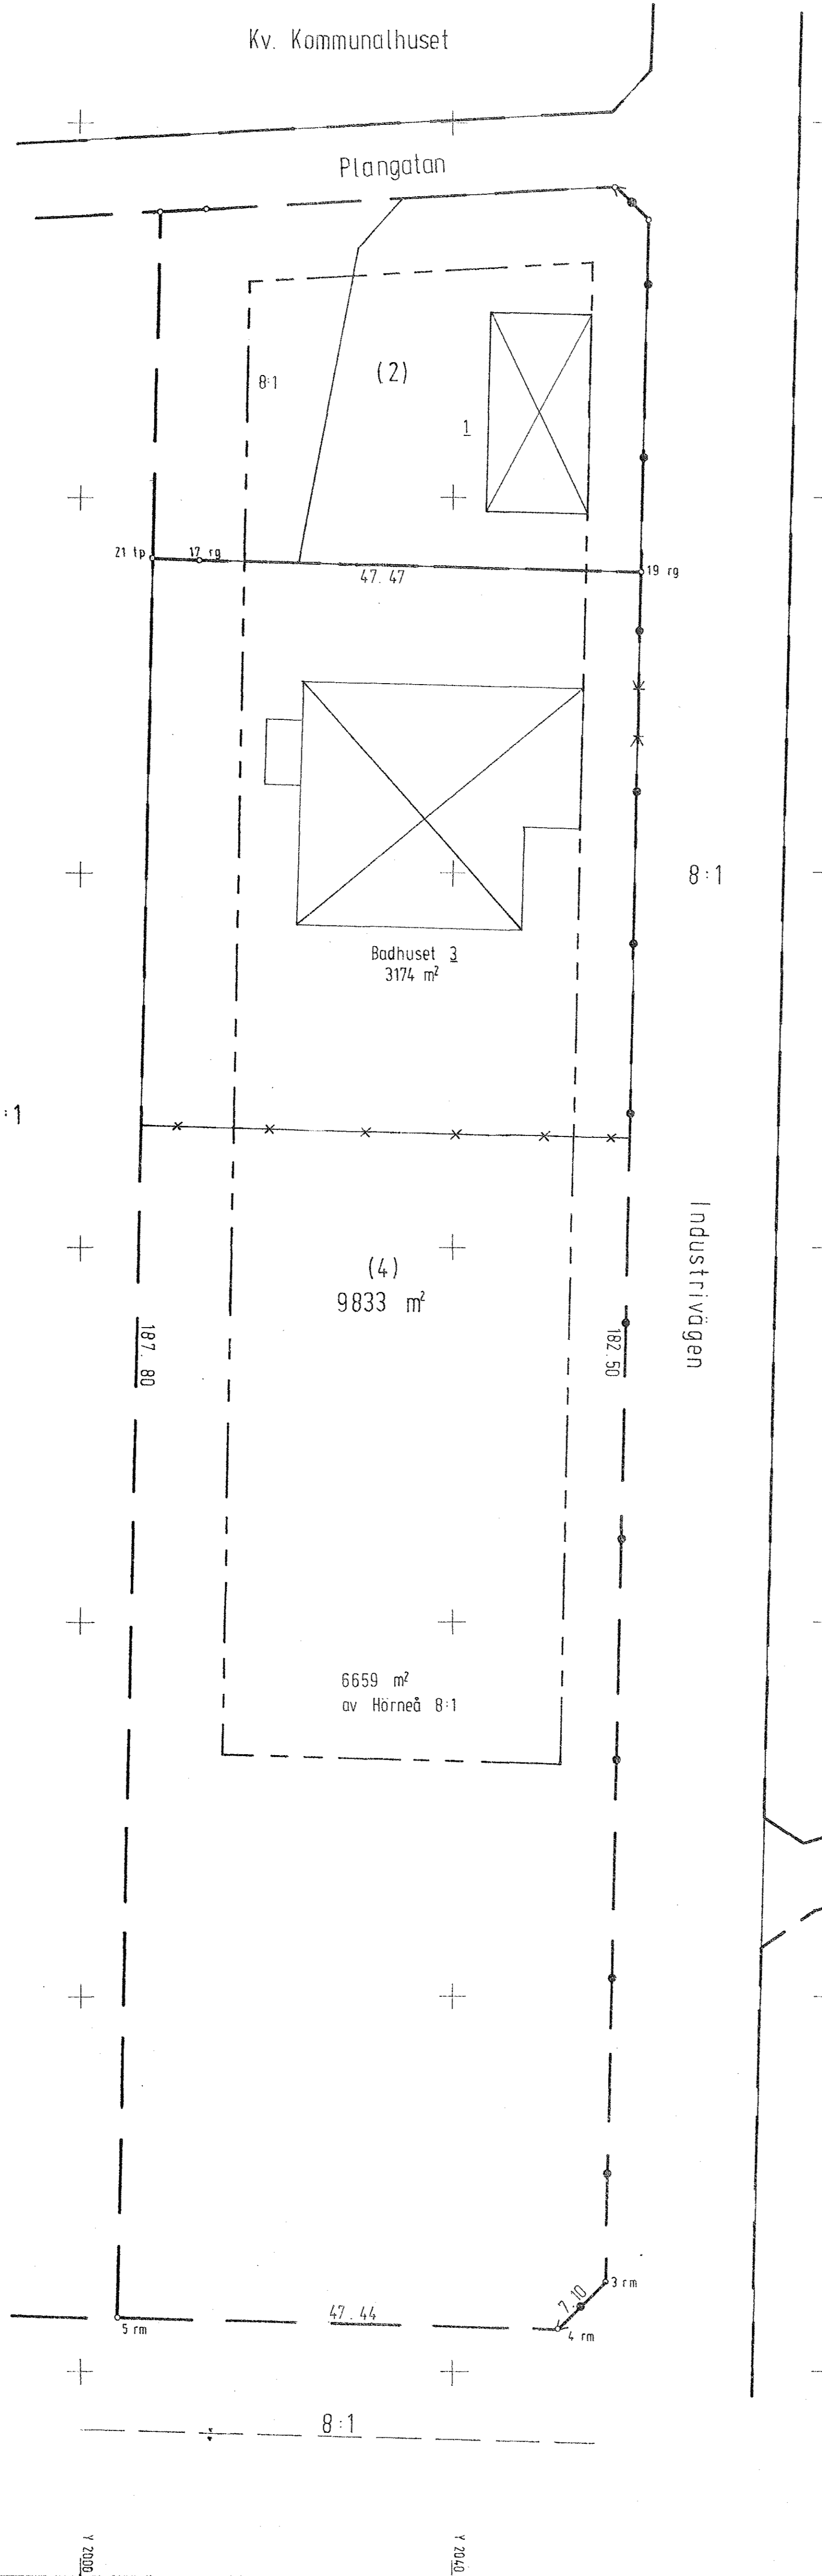 Kv. Kommunalhuset
Plangatan
8:1
(2)
1
21 tp
17 rg
47.47
19 rg
8:1
Badhuset 3
3174 m²
:1
(4)
9833 m²
Industrivägen
187.80
182.50
6659 m²
av Hörneå 8:1
7.10
3 rm
47.44
5 rm
4 rm
8:1
Y 2000
Y 2040